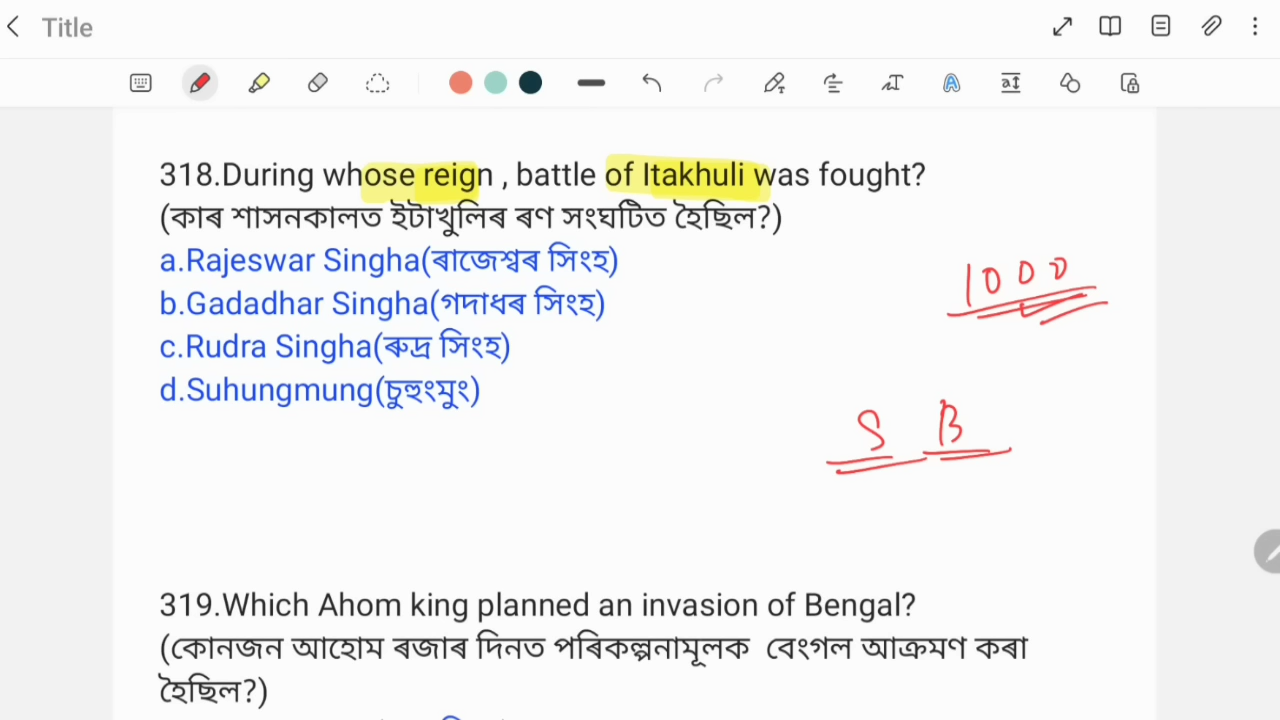 Title
318.During whose reign , battle of Itakhuli was fought?
(কাৰ শাসনকালত ইটাখুলিৰ ৰণ সংঘটিত হৈছিল?)
a.Rajeswar Singha(ৰাজেশ্বৰ সিংহ)
b.Gadadhar Singha(গদাধৰ সিংহ)
c.Rudra Singha(ৰুদ্ৰ সিংহ)
d.Suhungmung(চুহুংমুং)
1000
S B
319.Which Ahom king planned an invasion of Bengal?
(কোনজন আহোম ৰজাৰ দিনত পৰিকল্পনামূলক বেংগল আক্ৰমণ কৰা
হৈছিল?)